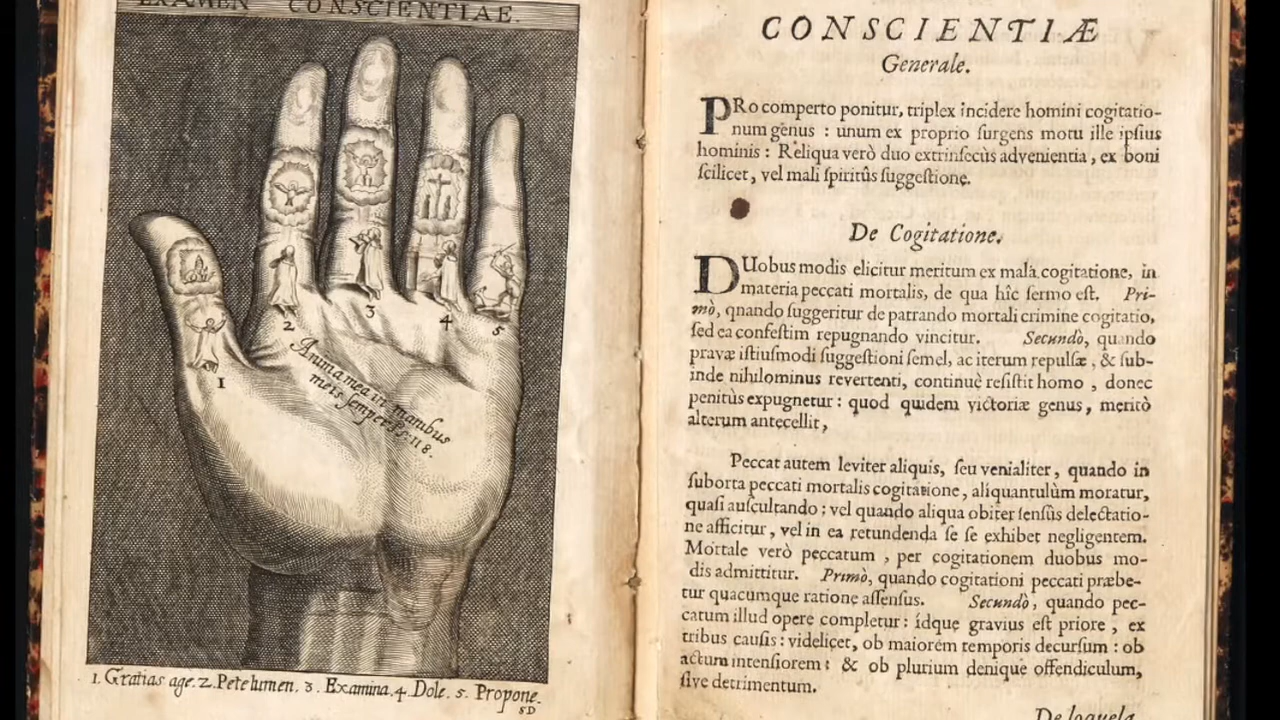 EXAMEN CONSCIENTIAE.
1
2
3
4
5
Anima mea in manibus
meis semper. Ps. 118.
1. Gratias age. 2. Pete lumen. 3. Examina. 4. Dole. 5. Propone.
SD
CONSCIENTIÆ
Generale.
PRo comperto ponitur, triplex incidere homini cogitatio-
num genus : unum ex proprio ſurgens motu ille ipſius
hominis : Reliqua verò duo extrinſecùs advenientia, ex boni
ſcilicet, vel mali ſpiritûs ſuggeſtione.
De Cogitatione.
DUobus modis elicitur meritum ex malà cogitatione, in
materia peccati mortalis, de qua hîc ſermo eſt. Pri-
mò, qnando ſuggeritur de patrando mortali crimine cogitatio,
ſed ea confeſtim repugnando vincitur. Secundò, quando
pravæ iſtiuſmodi ſuggeſtioni ſemel, ac iterum repulſæ, & ſub-
inde nihilominus revertenti, continuè reſiſtit homo, donec
penitùs expugnetur : quod quidem victoriæ genus, meritò
alterum antecellit,
Peccat autem leviter aliquis, ſeu venialiter, quando in
ſuborta peccati mortalis cogitatione, aliquantulùm moratur,
quaſi auſcultando ; vel quando aliqua obiter ſensûs delectatio-
ne afficitur, vel in ea retundenda ſe ſe exhibet negligentem.
Mortale verò peccatum, per cogitationem duobus mo-
dis admittitur. Primò, quando cogitationi peccati præbe-
tur quacumque ratione aſſenſus. Secundò, quando pec-
catum illud opere completur : idque gravius eſt priore, ex
tribus cauſis : videlicet, ob maiorem temporis decurſum : ob
actum intenſiorem : & ob plurium denique offendiculum,
ſive detrimentum.
De loquela